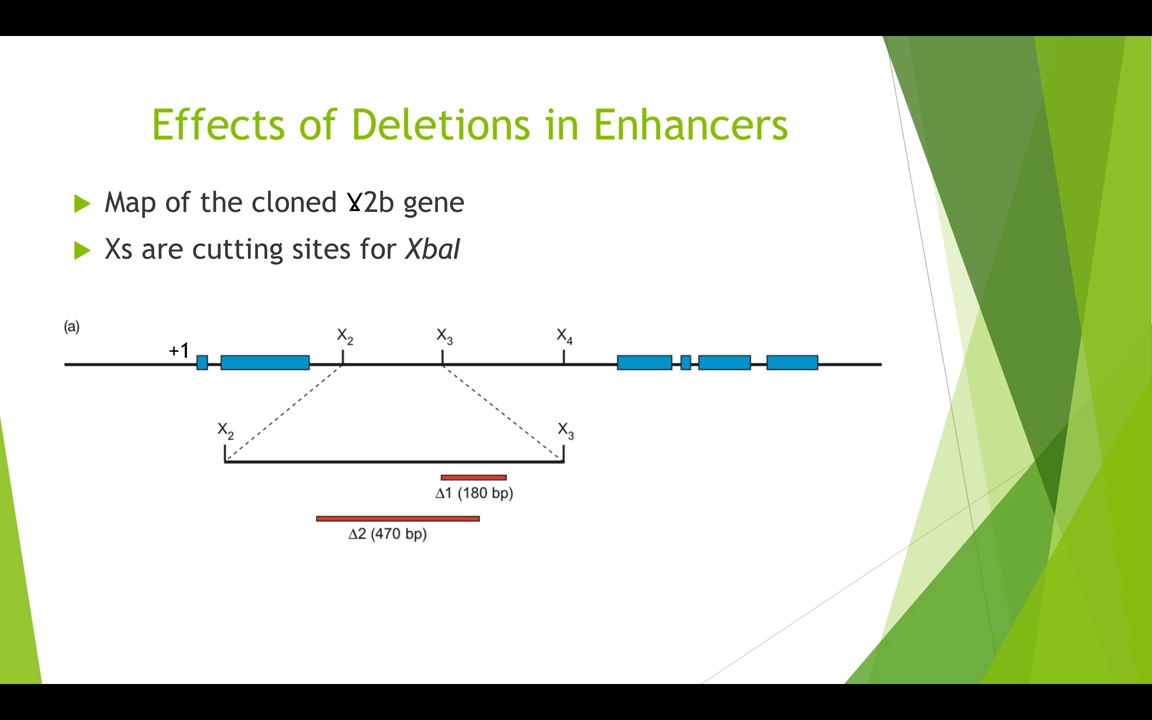 Effects of Deletions in Enhancers
Map of the cloned γ2b gene
Xs are cutting sites for XbaI
(a)
+1 X2 X3 X4
X2 X3
Δ1 (180 bp)
Δ2 (470 bp)